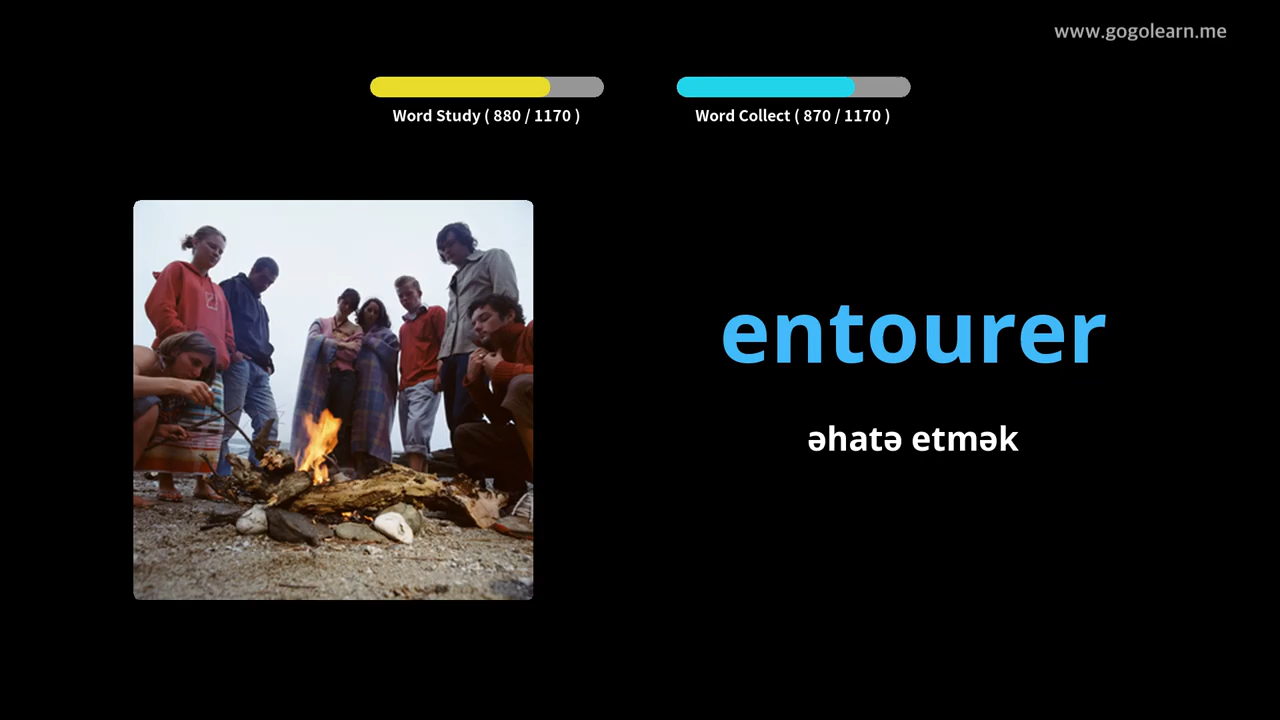 www.gogolearn.me
Word Study ( 880 / 1170 )
Word Collect ( 870 / 1170 )
entourer
əhatə etmək